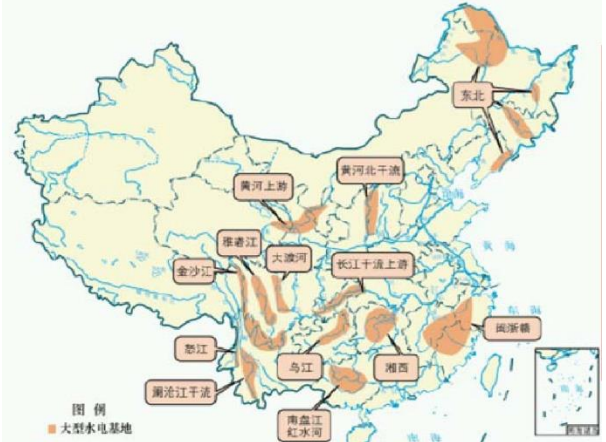 东北
黄河北干流
黄河上游
雅砻江
大渡河
长江干流上游
金沙江
闽浙赣
怒江
乌江
湘西
澜沧江干流
南盘江
红水河
渤海
黄海
东海
南海
图例
大型水电基地